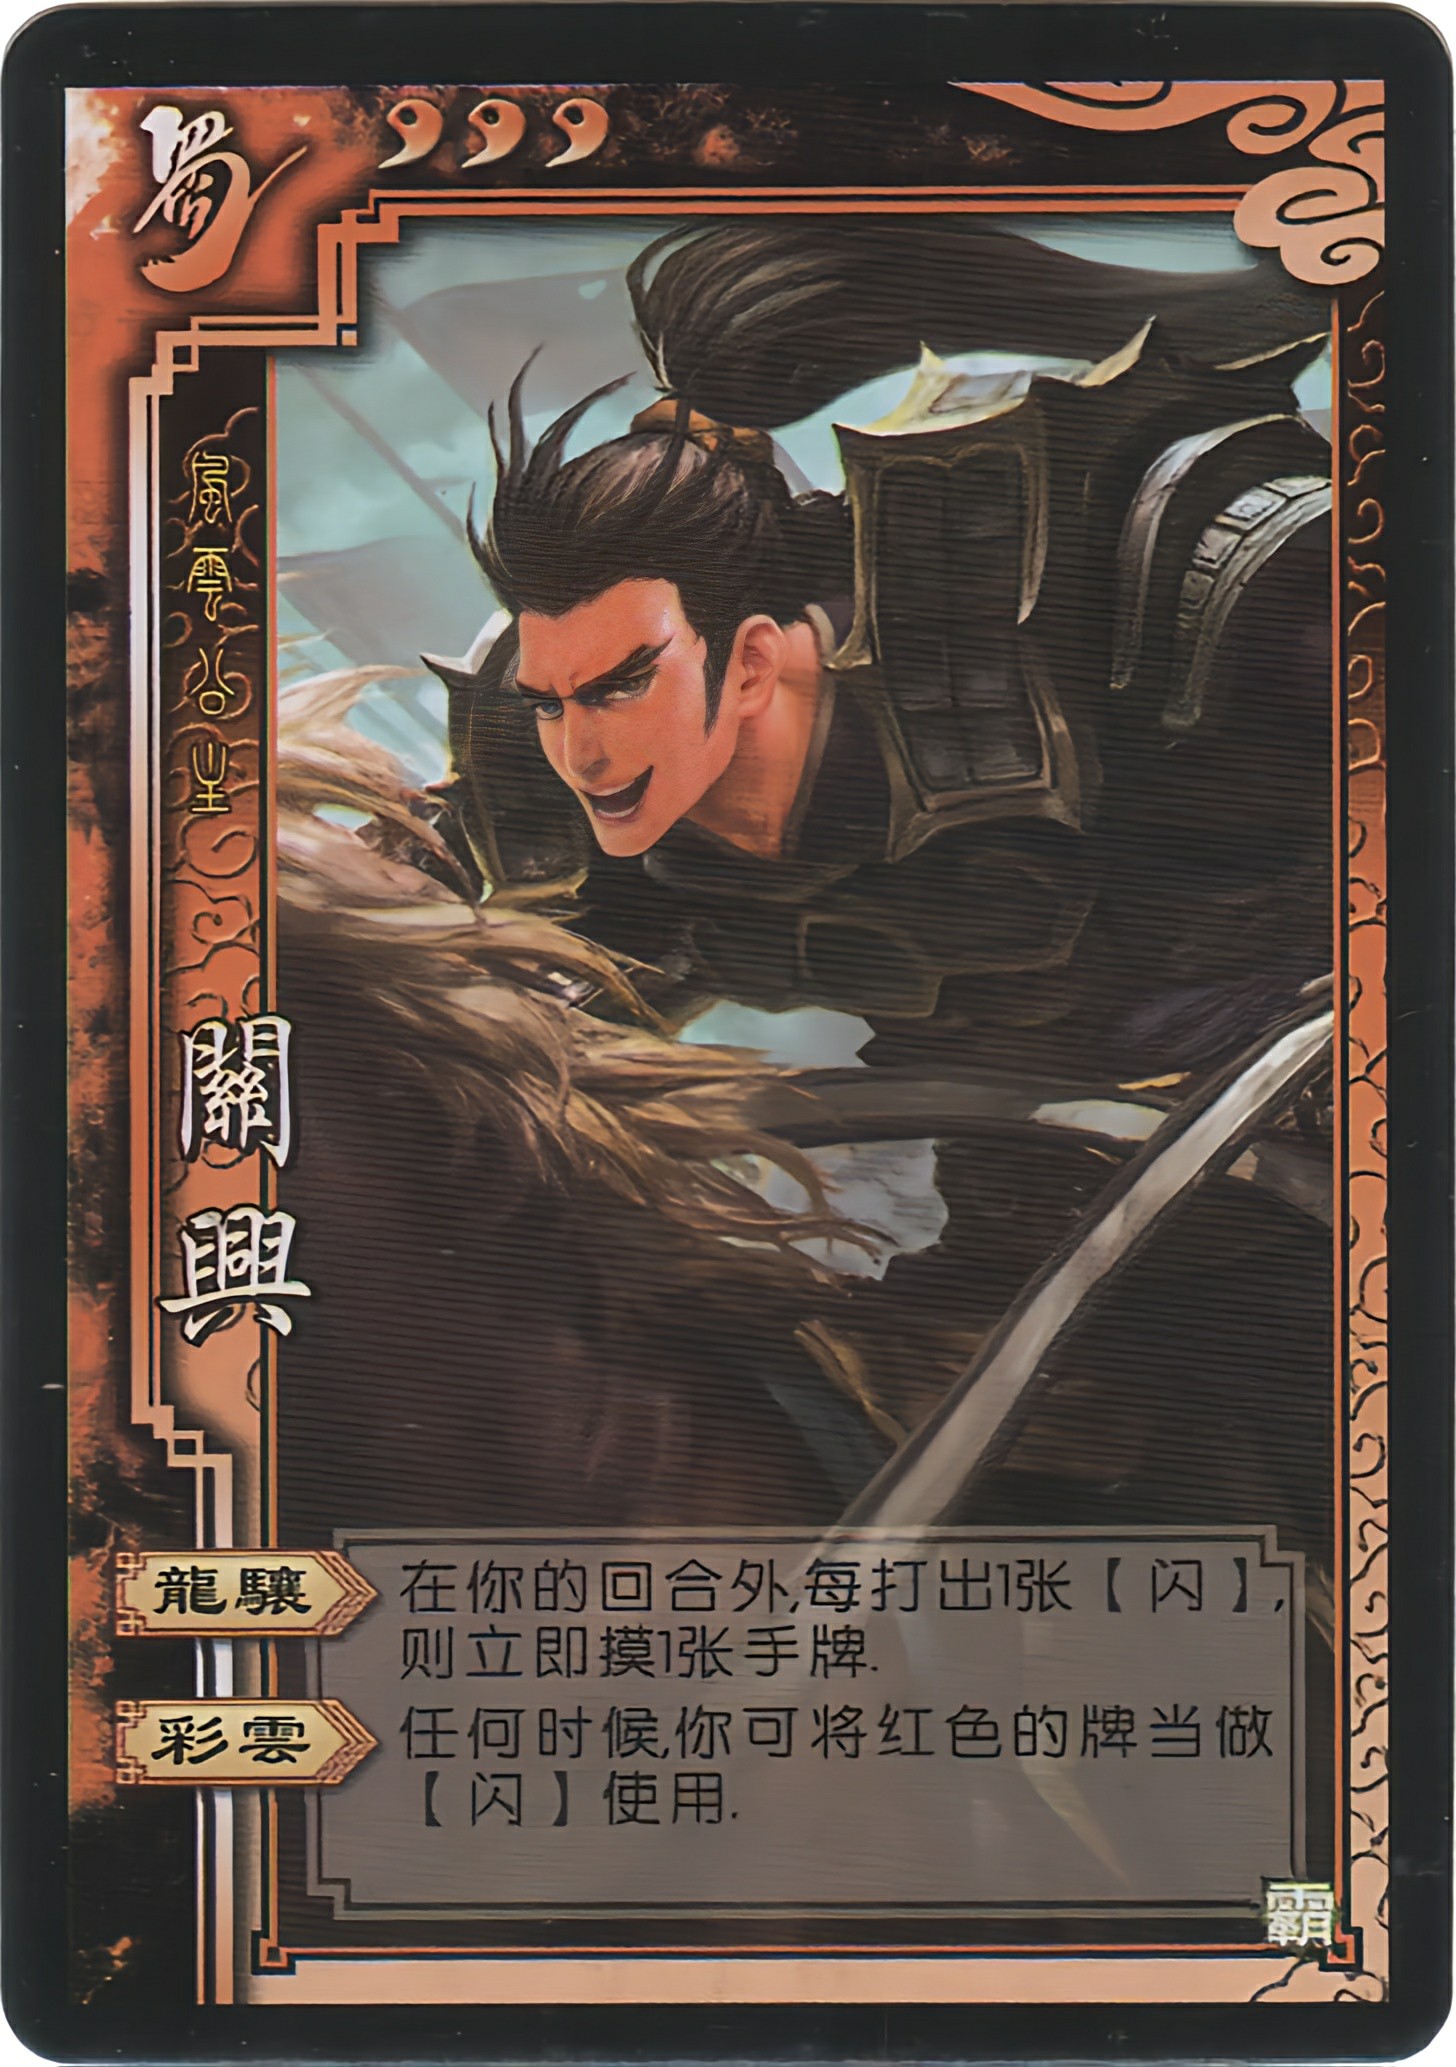 蜀
風雲公主
關興
龍驤
在你的回合外,每打出1张【闪】,
则立即摸1张手牌.
彩雲
任何时候,你可将红色的牌当做
【闪】使用.
霸